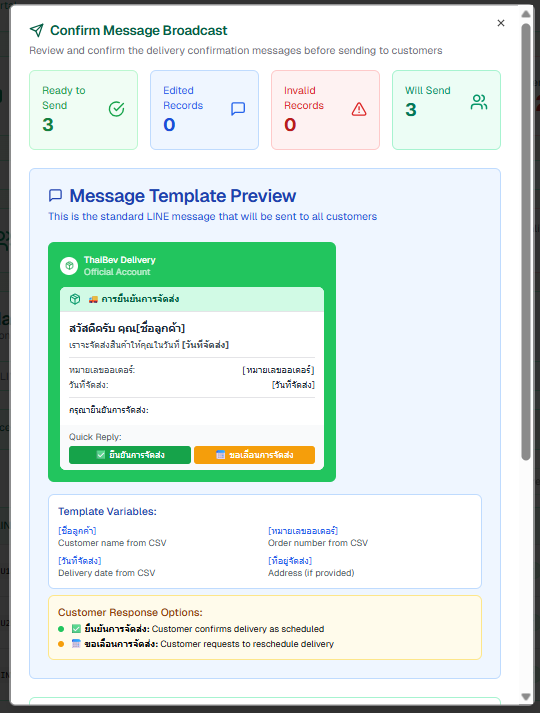 Confirm Message Broadcast
Review and confirm the delivery confirmation messages before sending to customers
Ready to
Send
3
Edited
Records
0
Invalid
Records
0
Will Send
3
Message Template Preview
This is the standard LINE message that will be sent to all customers
ThaiBev Delivery
Official Account
🚚 การยืนยันการจัดส่ง
สวัสดีครับ คุณ[ชื่อลูกค้า]
เราจะจัดส่งสินค้าให้คุณในวันที่ [วันที่จัดส่ง]
หมายเลขออเดอร์: [หมายเลขออเดอร์]
วันที่จัดส่ง: [วันที่จัดส่ง]
กรุณายืนยันการจัดส่ง:
Quick Reply:
✅ ยืนยันการจัดส่ง 📅 ขอเลื่อนการจัดส่ง
Template Variables:
[ชื่อลูกค้า] [หมายเลขออเดอร์]
Customer name from CSV Order number from CSV
[วันที่จัดส่ง] [ที่อยู่จัดส่ง]
Delivery date from CSV Address (if provided)
Customer Response Options:
✅ ยืนยันการจัดส่ง: Customer confirms delivery as scheduled
📅 ขอเลื่อนการจัดส่ง: Customer requests to reschedule delivery